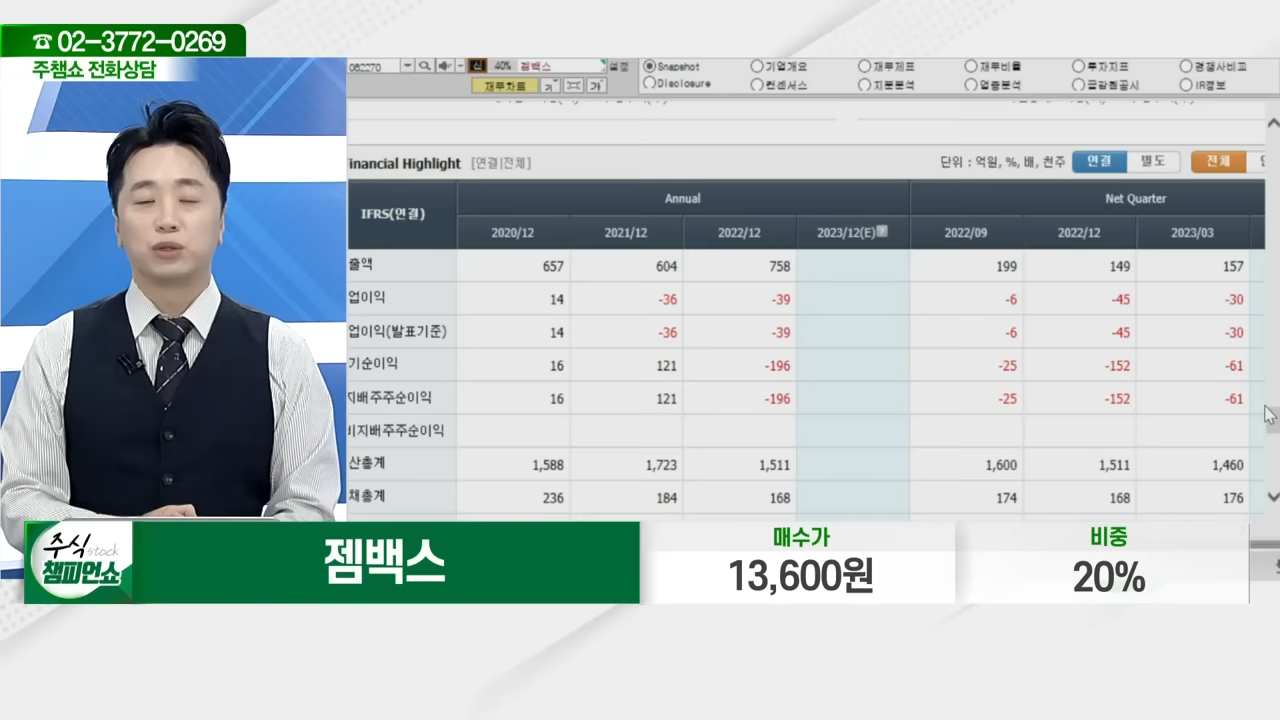 ☎ 02-3772-0269
주챔쇼 전화상담
082270 신 40% 젬백스 설정
재무차트 가
Snapshot 기업개요 재무제표 재무비율 투자지표 경쟁사비교
Disclosure 컨센서스 지분분석 업종분석 금감원공시 IR정보
inancial Highlight [연결|전체]
단위 : 억원, %, 배, 천주 연결 별도 전체
IFRS(연결) Annual Net Quarter
2020/12 2021/12 2022/12 2023/12(E) 2022/09 2022/12 2023/03
출액 657 604 758 199 149 157
업이익 14 -36 -39 -6 -45 -30
업이익(발표기준) 14 -36 -39 -6 -45 -30
기순이익 16 121 -196 -25 -152 -61
지배주주순이익 16 121 -196 -25 -152 -61
비지배주주순이익
산총계 1,588 1,723 1,511 1,600 1,511 1,460
채총계 236 184 168 174 168 176
주식 stock
챔피언쇼
젬백스
매수가
13,600원
비중
20%